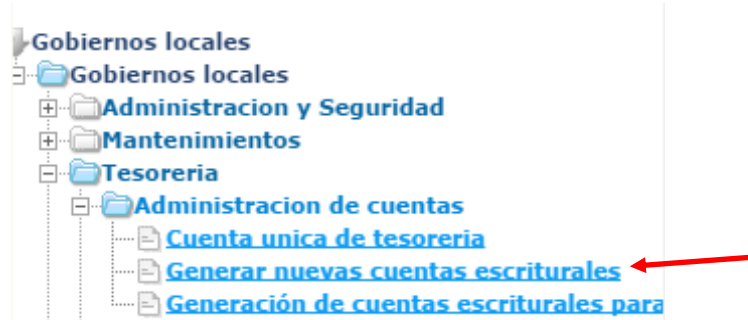 Gobiernos locales
Gobiernos locales
Administracion y Seguridad
Mantenimientos
Tesoreria
Administracion de cuentas
Cuenta unica de tesoreria
Generar nuevas cuentas escriturales
Generación de cuentas escriturales para